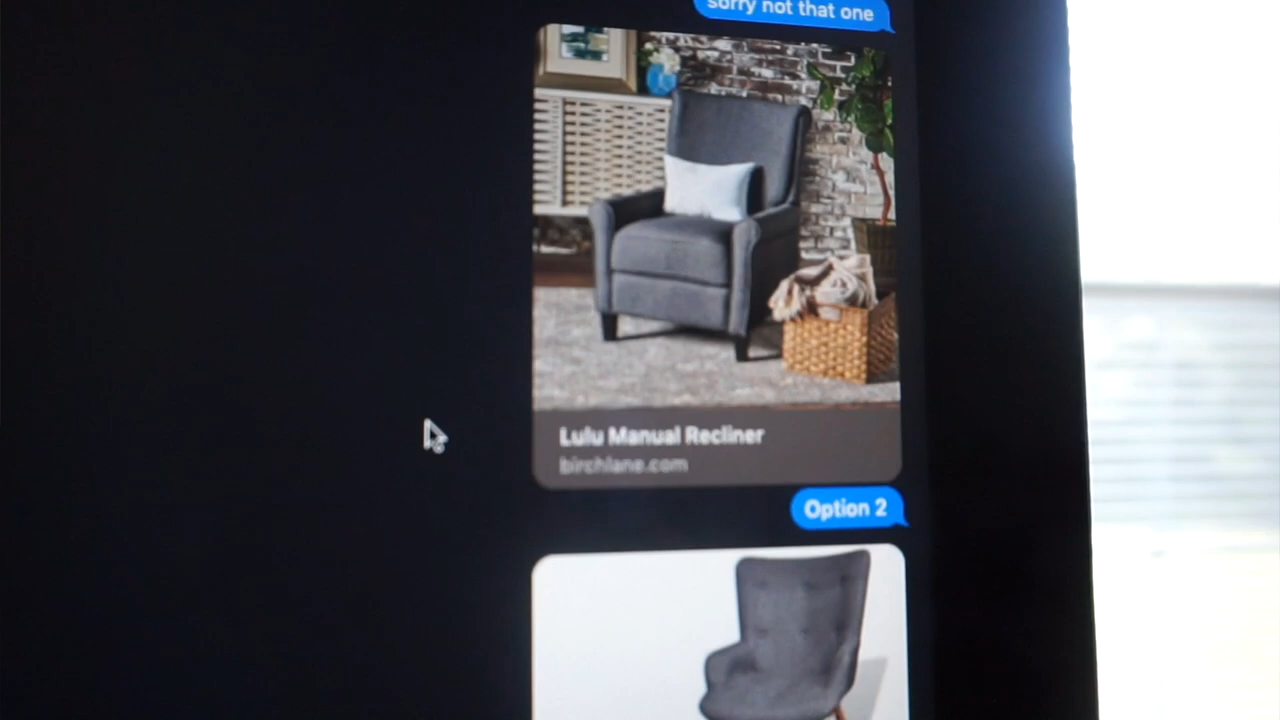 sorry not that one
Lulu Manual Recliner
birchlane.com
Option 2